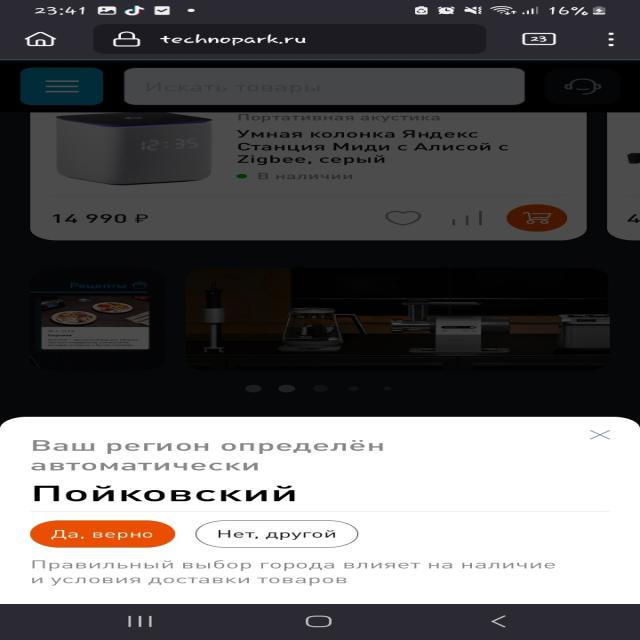 23:41
16%
technopark.ru
23
Искать товары
Портативная акустика
Умная колонка Яндекс
Станция Миди с Алисой с
Zigbee, серый
В наличии
12:35
14 990 ₽
4
Рецепты
Ваш регион определён
автоматически
Пойковский
Да, верно
Нет, другой
Правильный выбор города влияет на наличие
и условия доставки товаров